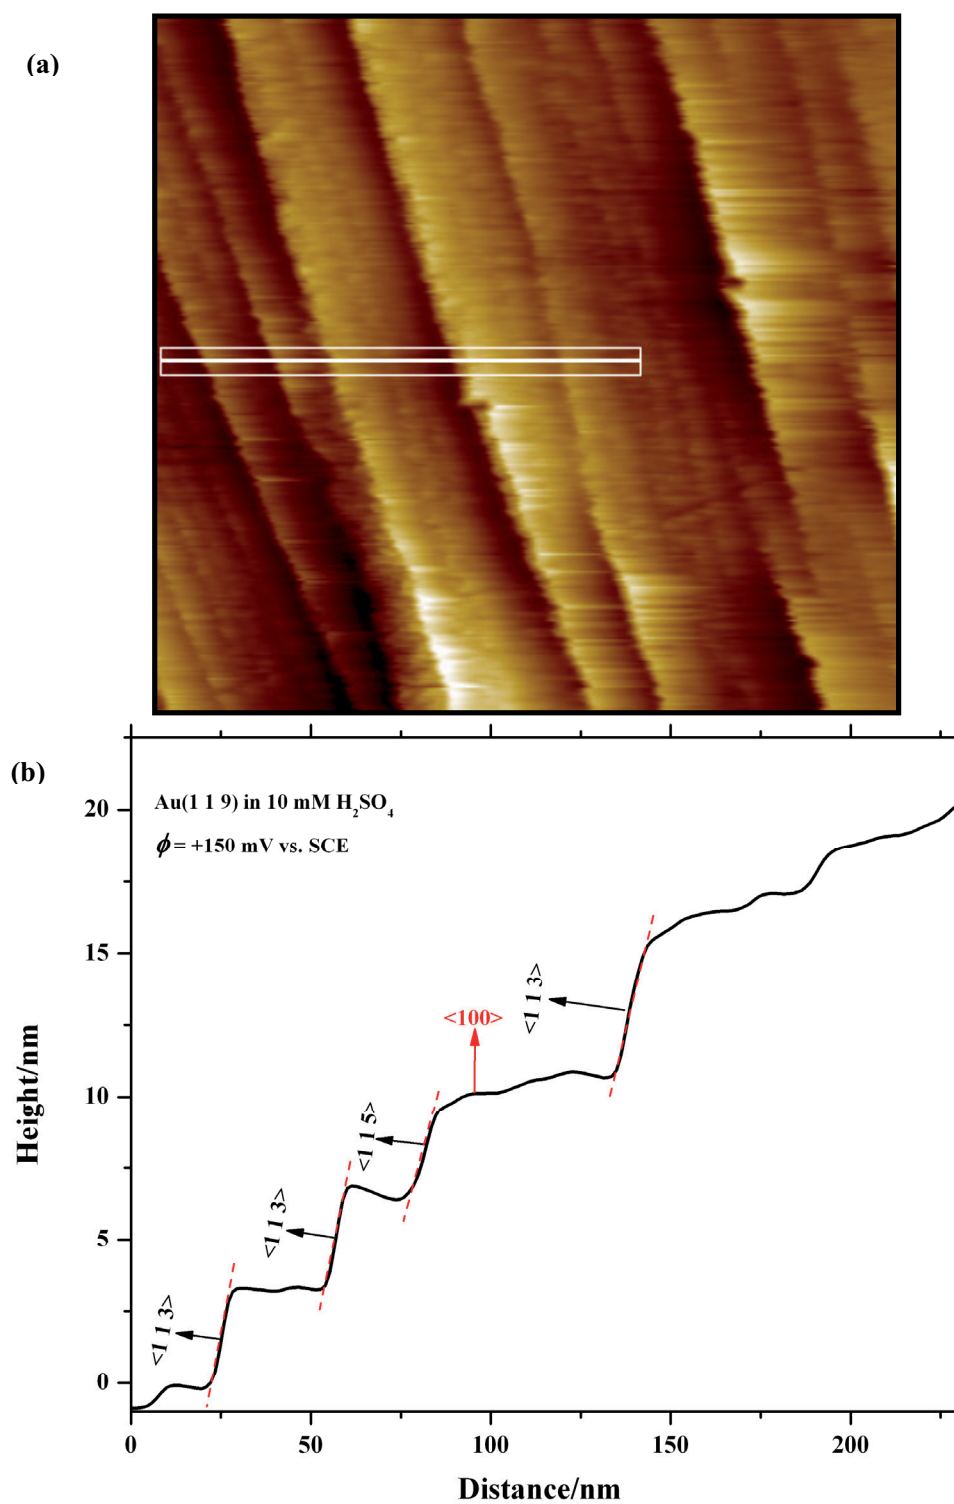 (a)
(b)
Au(1 1 9) in 10 mM H₂SO₄
ϕ = +150 mV vs. SCE
20
15
10
5
0
Height/nm
<1 1 3>
<1 1 3>
<1 1 5>
<100>
<1 1 3>
0 50 100 150 200
Distance/nm